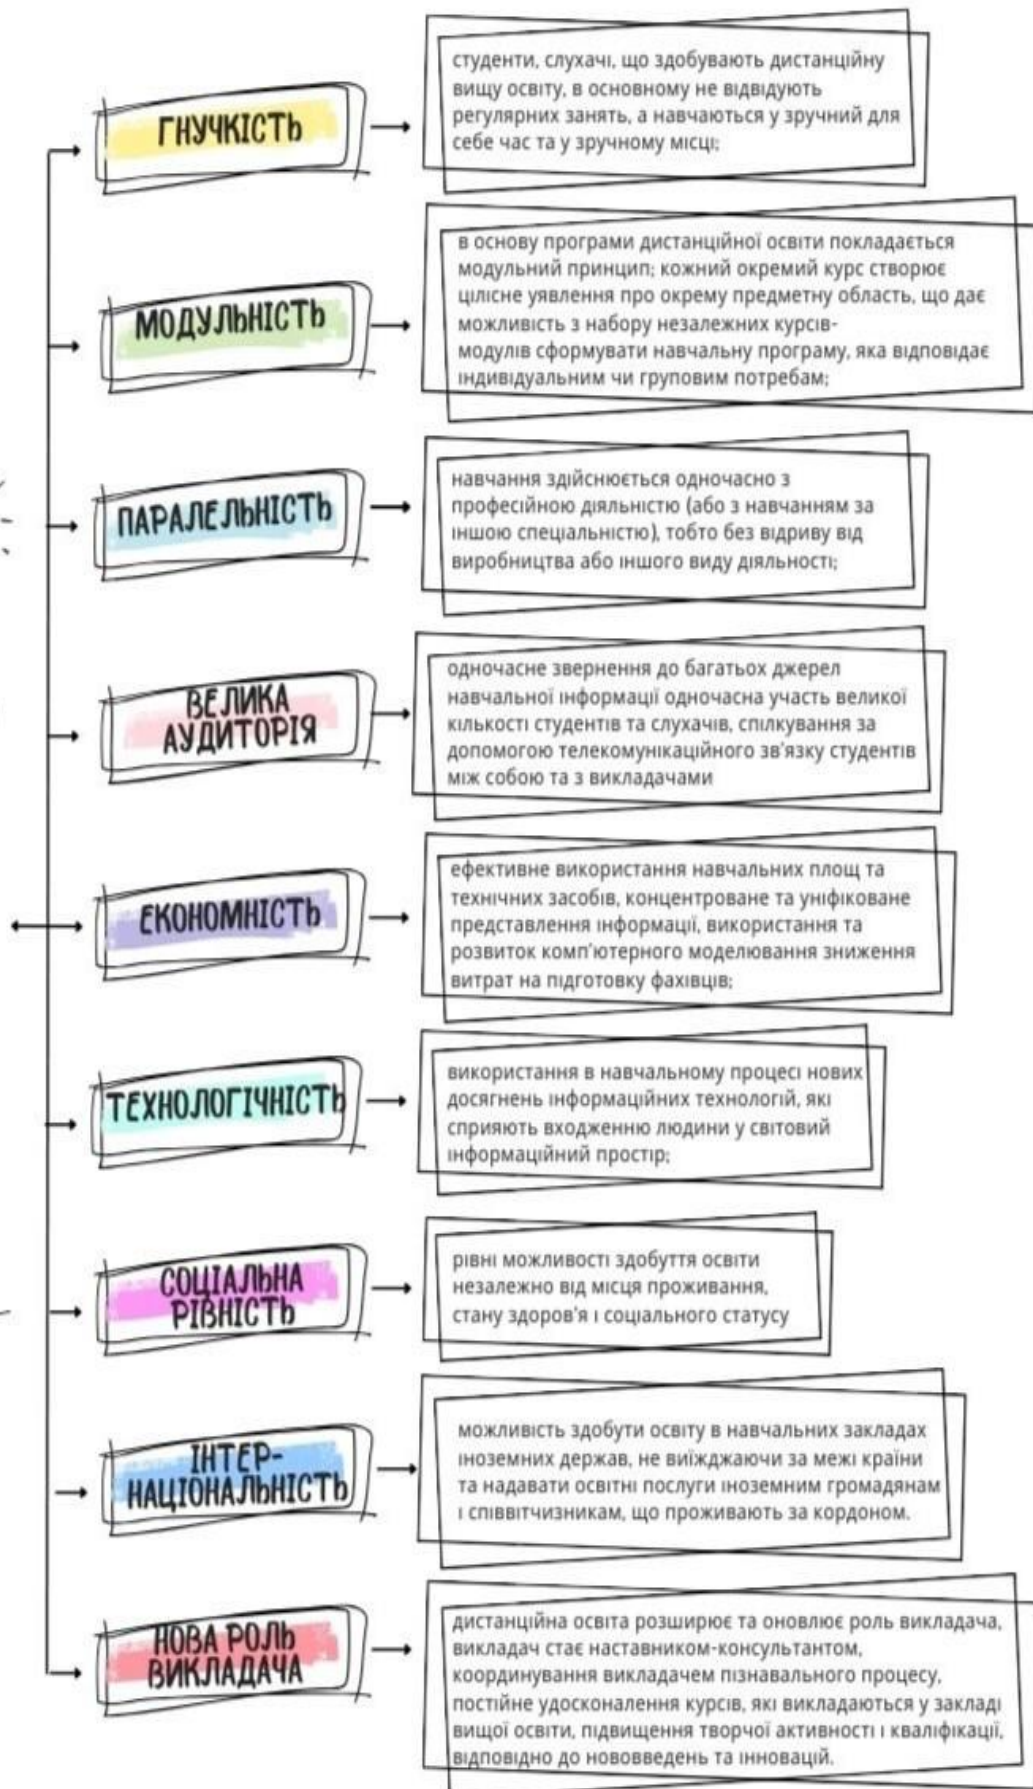 ГНУЧКІСТЬ
студенти, слухачі, що здобувають дистанційну
вищу освіту, в основному не відвідують
регулярних занять, а навчаються у зручний для
себе час та у зручному місці;
МОДУЛЬНІСТЬ
в основу програми дистанційної освіти покладається
модульний принцип; кожний окремий курс створює
цілісне уявлення про окрему предметну область, що дає
можливість з набору незалежних курсів-
модулів сформувати навчальну програму, яка відповідає
індивідуальним чи груповим потребам;
ПАРАЛЕЛЬНІСТЬ
навчання здійснюється одночасно з
професійною діяльністю (або з навчанням за
іншою спеціальністю), тобто без відриву від
виробництва або іншого виду діяльності;
ВЕЛИКА
АУДИТОРІЯ
одночасне звернення до багатьох джерел
навчальної інформації одночасна участь великої
кількості студентів та слухачів, спілкування за
допомогою телекомунікаційного зв'язку студентів
між собою та з викладачами
ЕКОНОМНІСТЬ
ефективне використання навчальних площ та
технічних засобів, концентроване та уніфіковане
представлення інформації, використання та
розвиток комп'ютерного моделювання зниження
витрат на підготовку фахівців;
ТЕХНОЛОГІЧНІСТЬ
використання в навчальному процесі нових
досягнень інформаційних технологій, які
сприяють входженню людини у світовий
інформаційний простір;
СОЦІАЛЬНА
РІВНІСТЬ
рівні можливості здобуття освіти
незалежно від місця проживання,
стану здоров'я і соціального статусу
ІНТЕР-
НАЦІОНАЛЬНІСТЬ
можливість здобути освіту в навчальних закладах
іноземних держав, не виїжджаючи за межі країни
та надавати освітні послуги іноземним громадянам
і співвітчизникам, що проживають за кордоном.
НОВА РОЛЬ
ВИКЛАДАЧА
дистанційна освіта розширює та оновлює роль викладача,
викладач стає наставником-консультантом,
координування викладачем пізнавального процесу,
постійне удосконалення курсів, які викладаються у закладі
вищої освіти, підвищення творчої активності і кваліфікації,
відповідно до нововведень та інновацій.